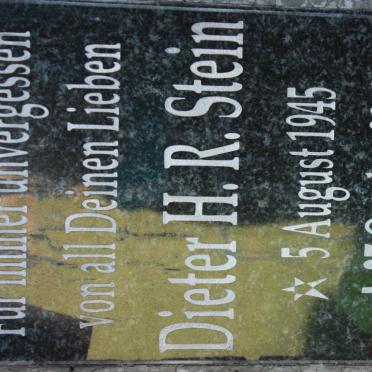 Für immer unvergessen
von all Deinen Lieben
Dieter H. R. Stein
☆ 5 August 1945